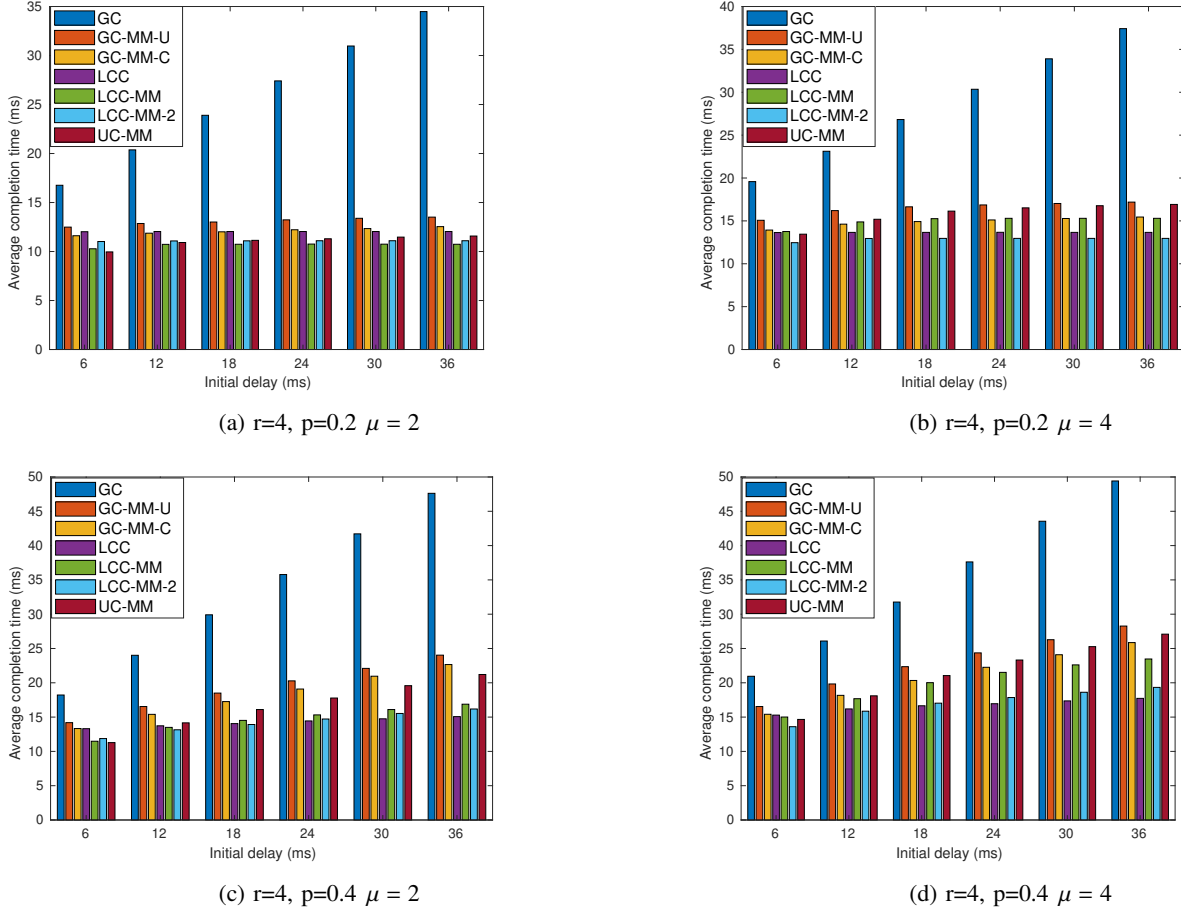 40
35
30
25
20
15
10
5
0
Average completion time (ms)
GC
GC-MM-U
GC-MM-C
LCC
LCC-MM
LCC-MM-2
UC-MM
6 12 18 24 30 36
Initial delay (ms)
(a) r=4, p=0.2 μ = 2
35
30
25
20
15
10
5
0
Average completion time (ms)
GC
GC-MM-U
GC-MM-C
LCC
LCC-MM
LCC-MM-2
UC-MM
6 12 18 24 30 36
Initial delay (ms)
(b) r=4, p=0.2 μ = 4
50
45
40
35
30
25
20
15
10
5
0
Average completion time (ms)
GC
GC-MM-U
GC-MM-C
LCC
LCC-MM
LCC-MM-2
UC-MM
6 12 18 24 30 36
Initial delay (ms)
(c) r=4, p=0.4 μ = 2
50
45
40
35
30
25
20
15
10
5
0
Average completion time (ms)
GC
GC-MM-U
GC-MM-C
LCC
LCC-MM
LCC-MM-2
UC-MM
6 12 18 24 30 36
Initial delay (ms)
(d) r=4, p=0.4 μ = 4